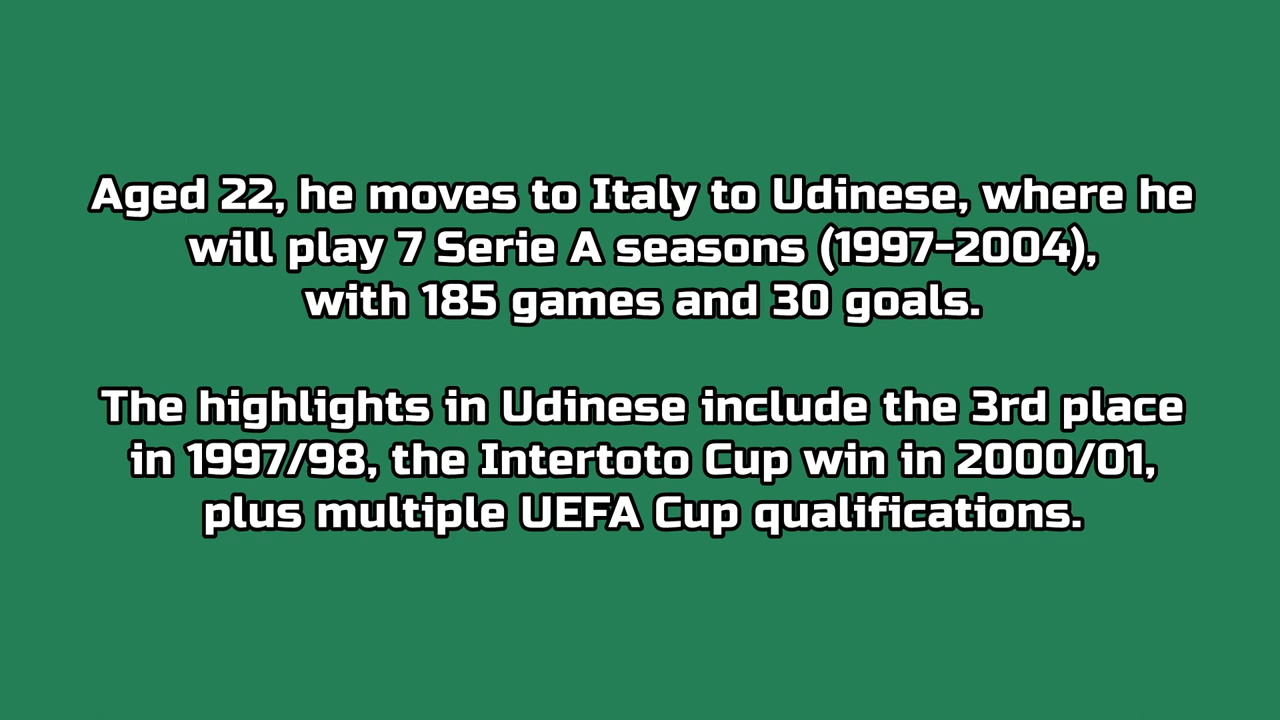 Aged 22, he moves to Italy to Udinese, where he
will play 7 Serie A seasons (1997-2004),
with 185 games and 30 goals.
The highlights in Udinese include the 3rd place
in 1997/98, the Intertoto Cup win in 2000/01,
plus multiple UEFA Cup qualifications.